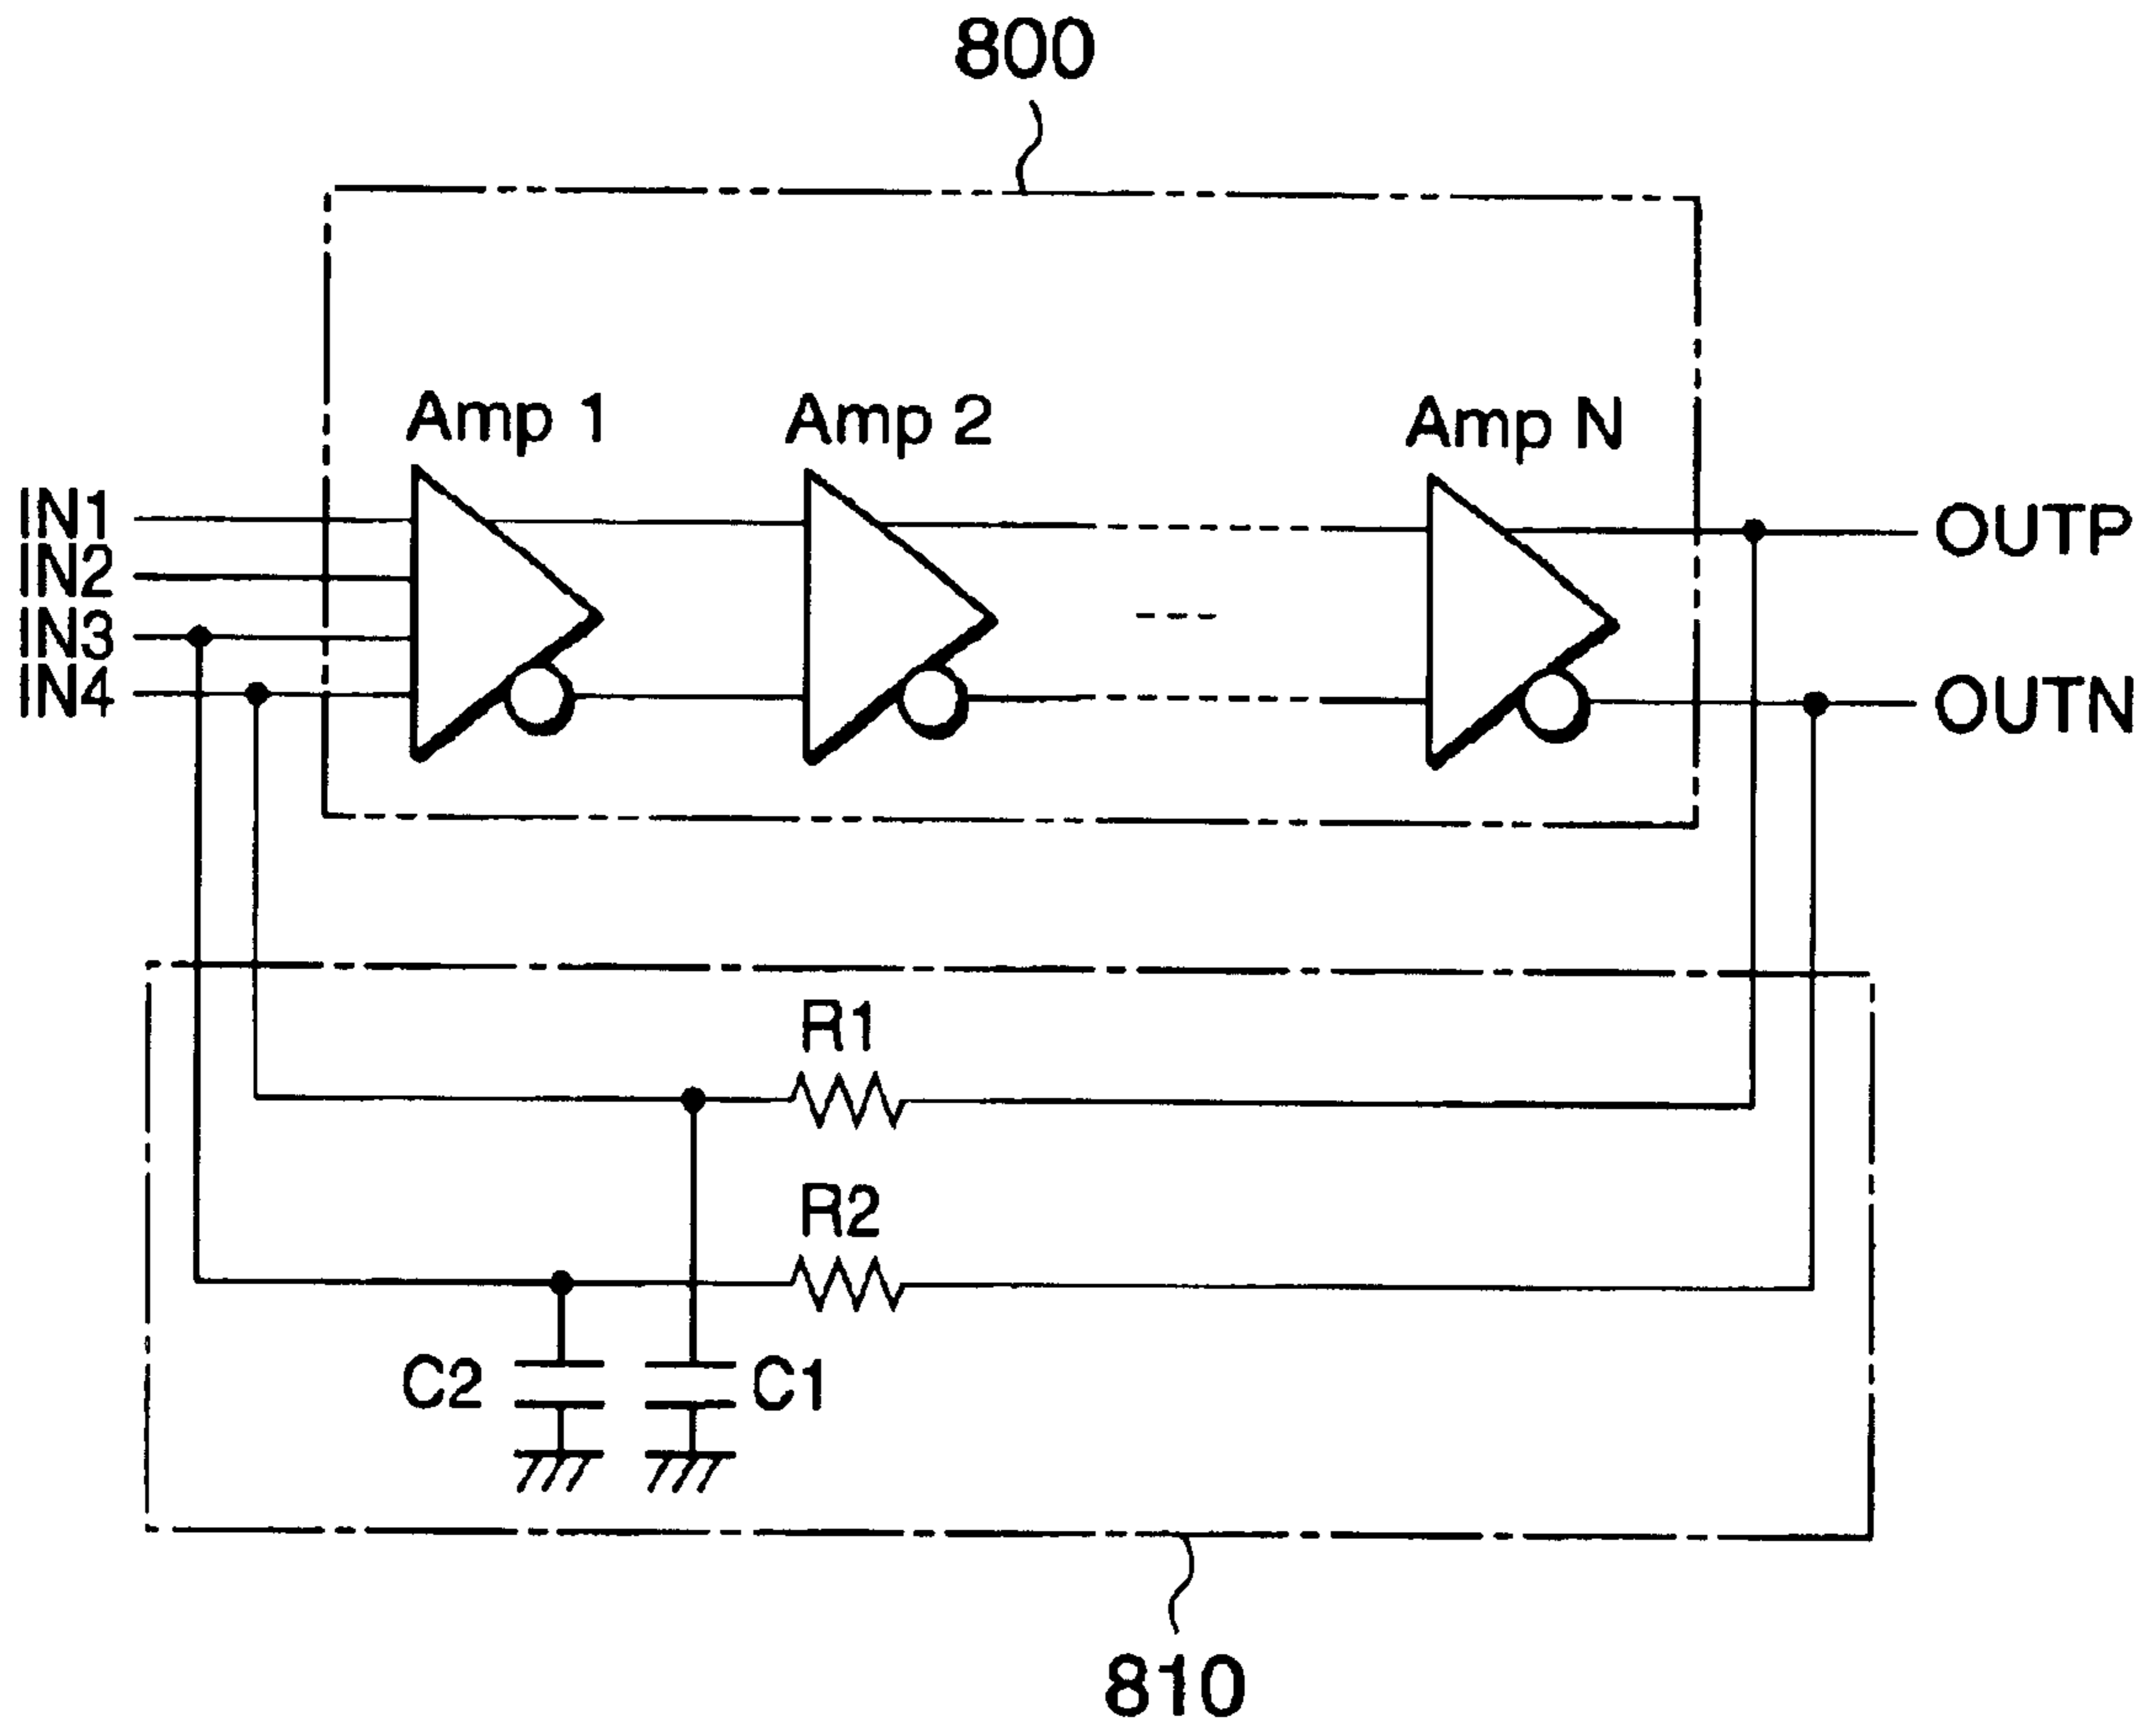 800
Amp 1
Amp 2
Amp N
IN1
IN2
IN3
IN4
OUTP
OUTN
R1
R2
C2
C1
810